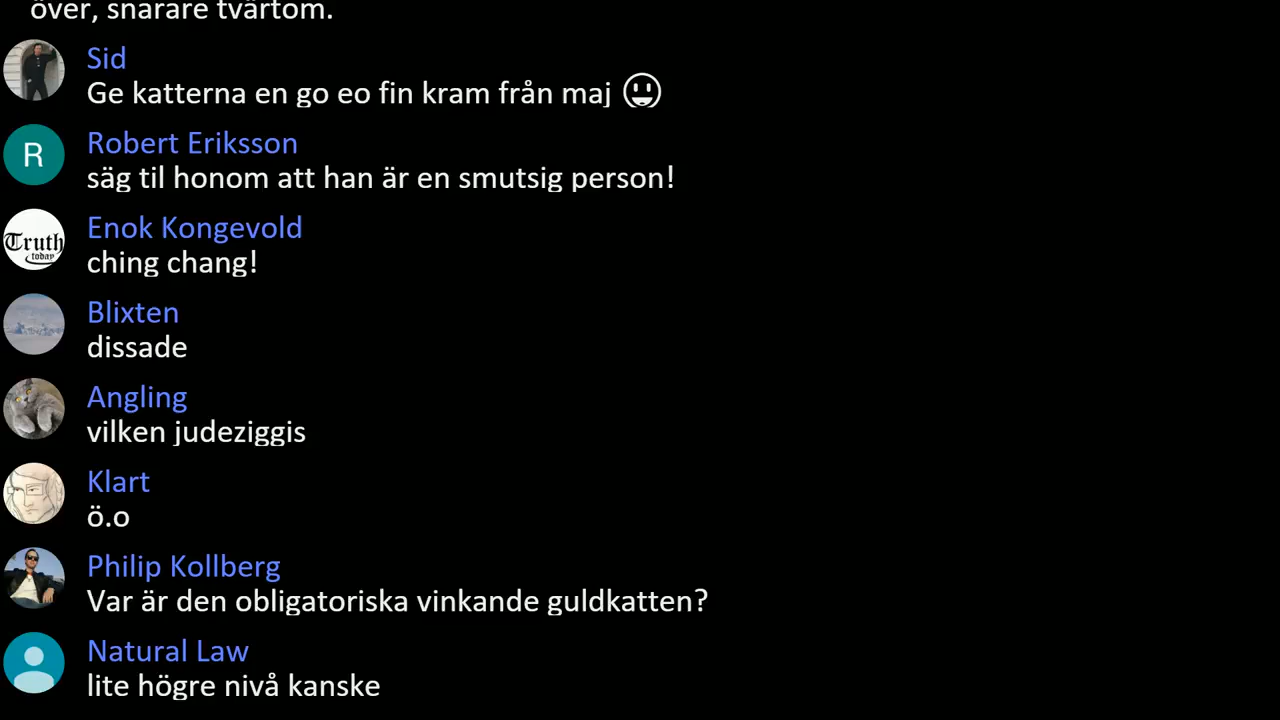 över, snarare tvärtom.
Sid
Ge katterna en go eo fin kram från maj 😃
Robert Eriksson
säg til honom att han är en smutsig person!
R
Enok Kongevold
ching chang!
Truth
today
Blixten
dissade
Angling
vilken judeziggis
Klart
ö.o
Philip Kollberg
Var är den obligatoriska vinkande guldkatten?
Natural Law
lite högre nivå kanske